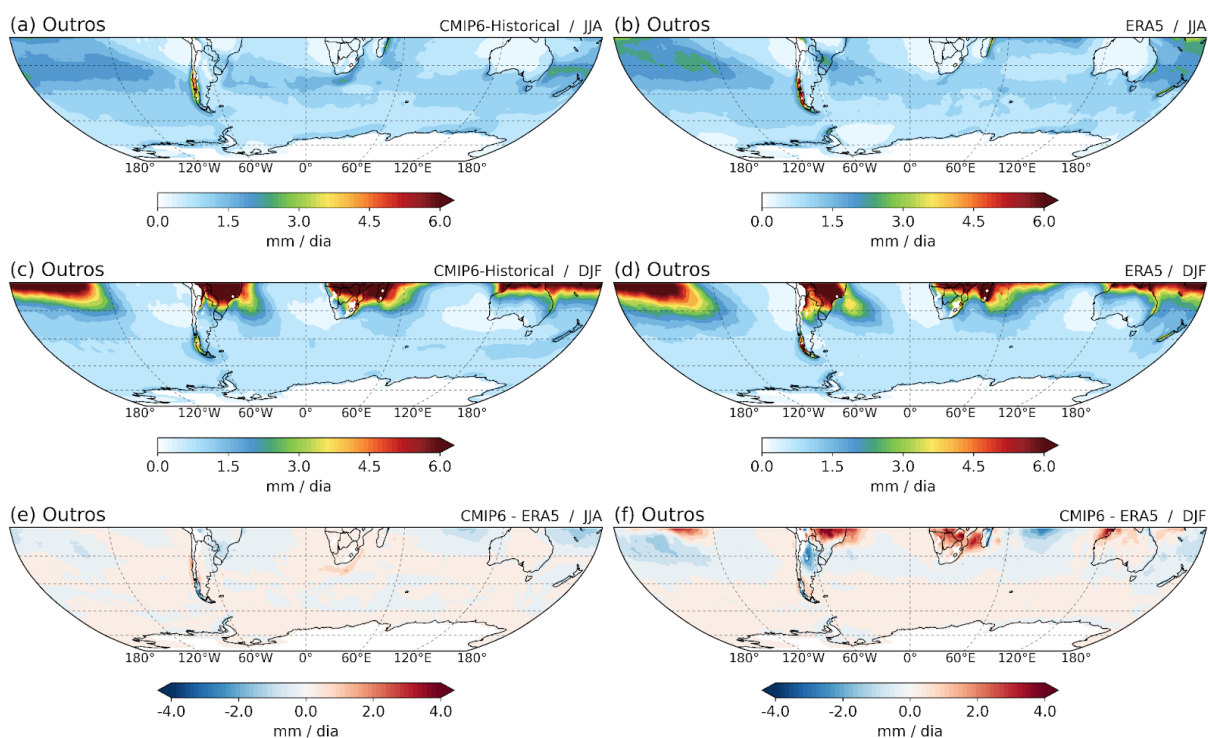 (a) Outros CMIP6-Historical / JJA
180° 120°W 60°W 0° 60°E 120°E 180°
0.0 1.5 3.0 4.5 6.0
mm / dia
(b) Outros ERA5 / JJA
180° 120°W 60°W 0° 60°E 120°E 180°
0.0 1.5 3.0 4.5 6.0
mm / dia
(c) Outros CMIP6-Historical / DJF
180° 120°W 60°W 0° 60°E 120°E 180°
0.0 1.5 3.0 4.5 6.0
mm / dia
(d) Outros ERA5 / DJF
180° 120°W 60°W 0° 60°E 120°E 180°
0.0 1.5 3.0 4.5 6.0
mm / dia
(e) Outros CMIP6 - ERA5 / JJA
180° 120°W 60°W 0° 60°E 120°E 180°
-4.0 -2.0 0.0 2.0 4.0
mm / dia
(f) Outros CMIP6 - ERA5 / DJF
180° 120°W 60°W 0° 60°E 120°E 180°
-4.0 -2.0 0.0 2.0 4.0
mm / dia